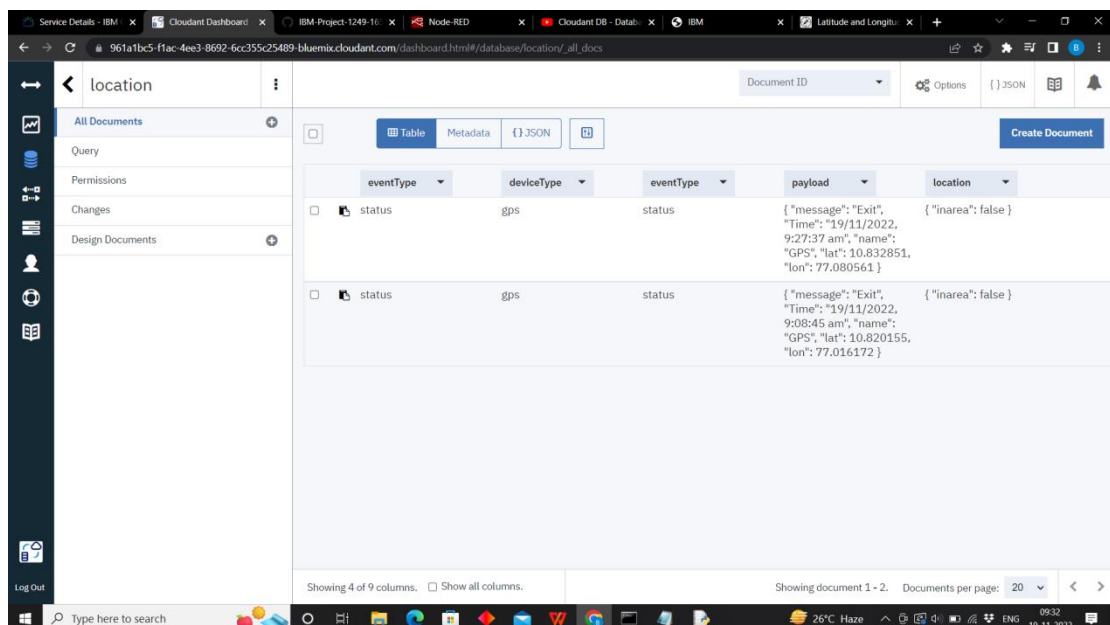 Service Details - IBM
Cloudant Dashboard
IBM-Project-1249-16
Node-RED
Cloudant DB - Databa
IBM
Latitude and Longitu
961a1bc5-f1ac-4ee3-8692-6cc355c25489-bluemix.cloudant.com/dashboard.html#/database/location/_all_docs
B
location
Document ID
Options
{ } JSON
All Documents
Query
Permissions
Changes
Design Documents
Table
Metadata
{ } JSON
Create Document
eventType
deviceType
eventType
payload
location
status
gps
status
{ "message": "Exit",
"Time": "19/11/2022,
9:27:37 am", "name":
"GPS", "lat": 10.832851,
"lon": 77.080561 }
{ "inarea": false }
status
gps
status
{ "message": "Exit",
"Time": "19/11/2022,
9:08:45 am", "name":
"GPS", "lat": 10.820155,
"lon": 77.016172 }
{ "inarea": false }
Log Out
Showing 4 of 9 columns.
Show all columns.
Showing document 1 - 2.
Documents per page:
20
Type here to search
26°C Haze
ENG
09:32
19-11-2022